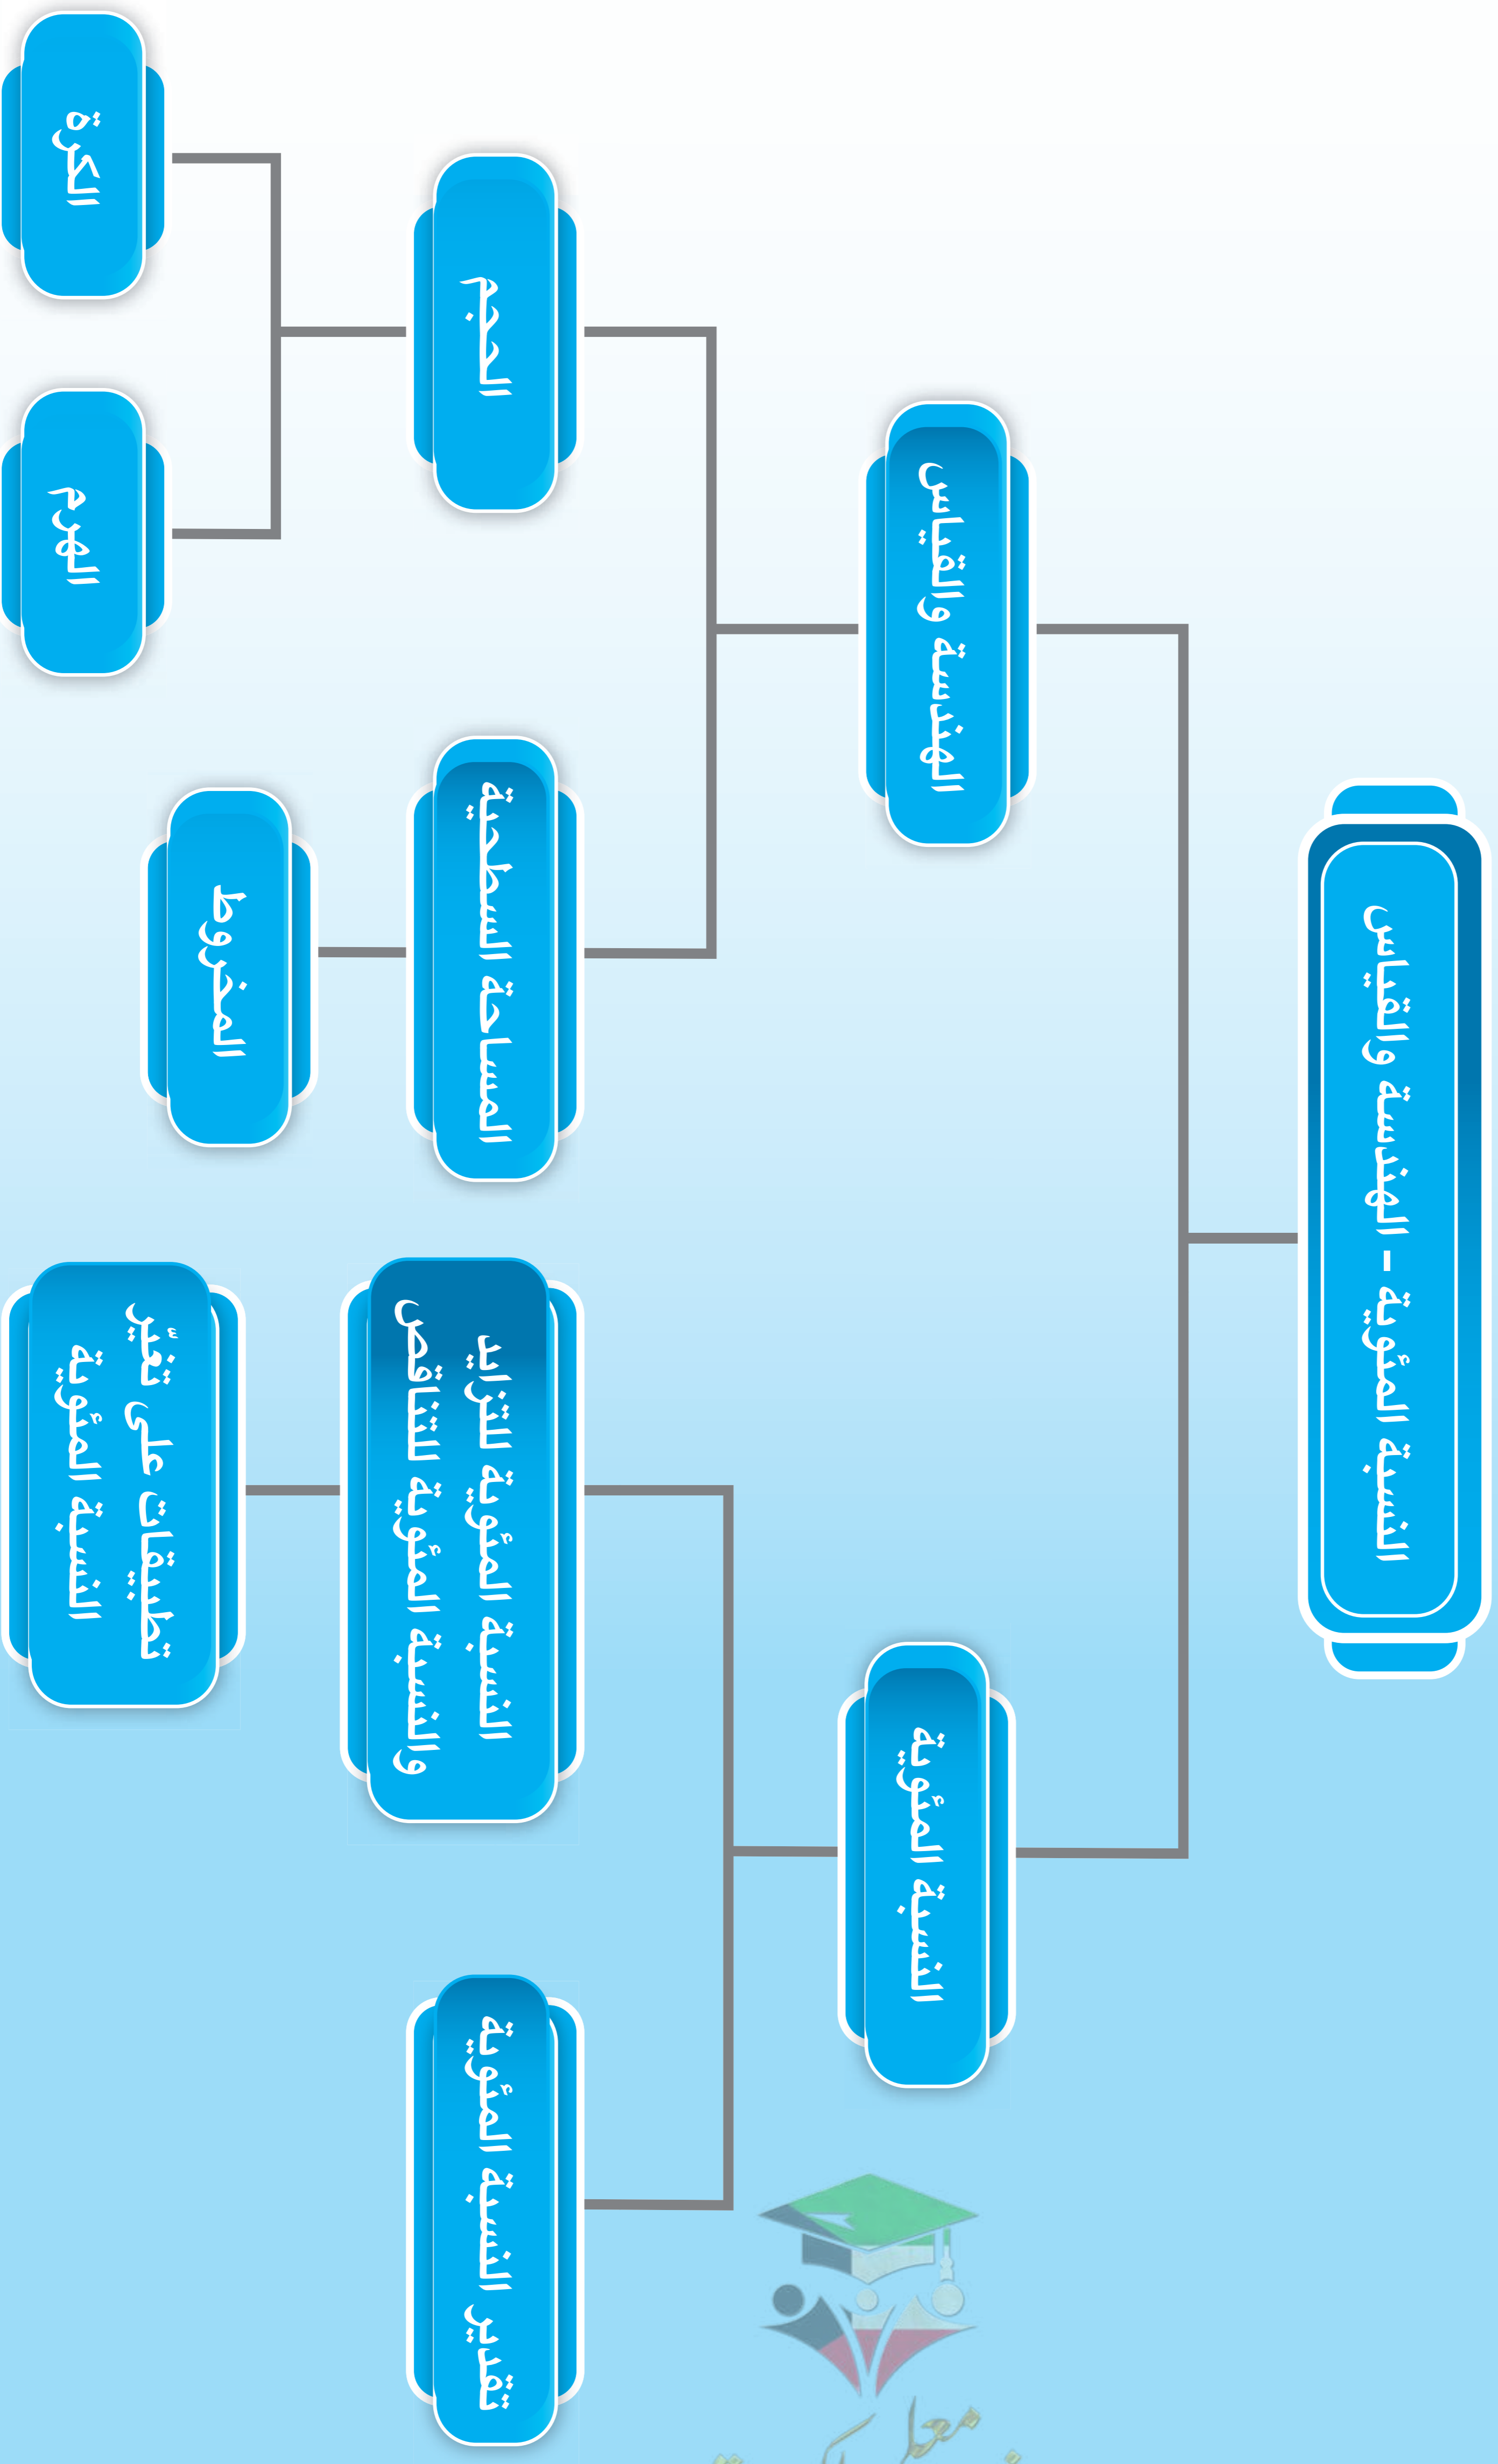 النسبة المئوية - الهندسة والقياس
النسبة المئوية
الهندسة والقياس
تقدير النسبة المئوية
النسبة المئوية للتزايد
والنسبة المئوية للتناقص
المساحة السطحية
الحجم
تطبيقات على تغيّر
النسبة المئوية
المخروط
الهرم
الكرة